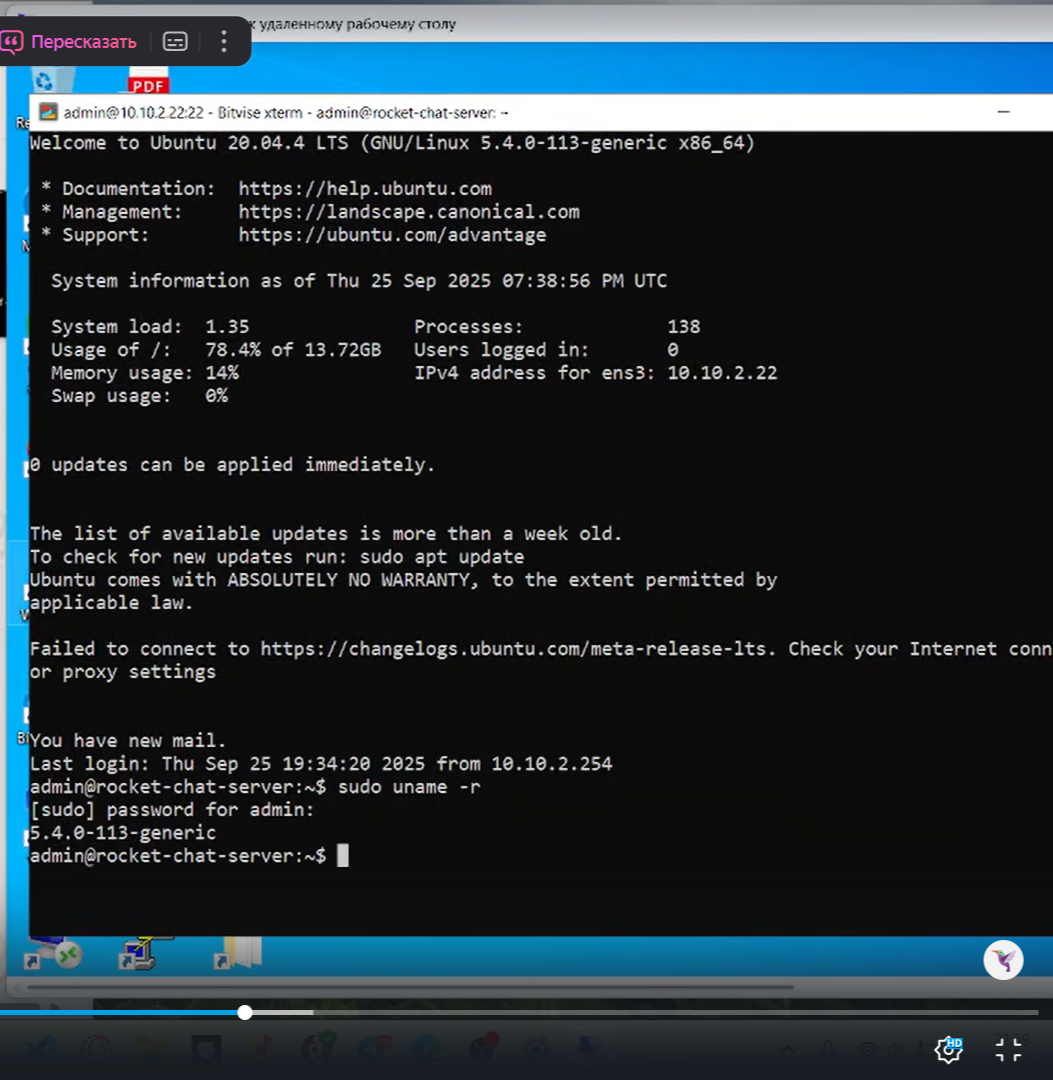 к удаленному рабочему столу
Пересказать
PDF
admin@10.10.2.22:22 - Bitvise xterm - admin@rocket-chat-server: ~
Welcome to Ubuntu 20.04.4 LTS (GNU/Linux 5.4.0-113-generic x86_64)
* Documentation: https://help.ubuntu.com
* Management: https://landscape.canonical.com
* Support: https://ubuntu.com/advantage
System information as of Thu 25 Sep 2025 07:38:56 PM UTC
System load: 1.35 Processes: 138
Usage of /: 78.4% of 13.72GB Users logged in: 0
Memory usage: 14% IPv4 address for ens3: 10.10.2.22
Swap usage: 0%
0 updates can be applied immediately.
The list of available updates is more than a week old.
To check for new updates run: sudo apt update
Ubuntu comes with ABSOLUTELY NO WARRANTY, to the extent permitted by
applicable law.
Failed to connect to https://changelogs.ubuntu.com/meta-release-lts. Check your Internet conn
or proxy settings
You have new mail.
Last login: Thu Sep 25 19:34:20 2025 from 10.10.2.254
admin@rocket-chat-server:~$ sudo uname -r
[sudo] password for admin:
5.4.0-113-generic
admin@rocket-chat-server:~$
HD